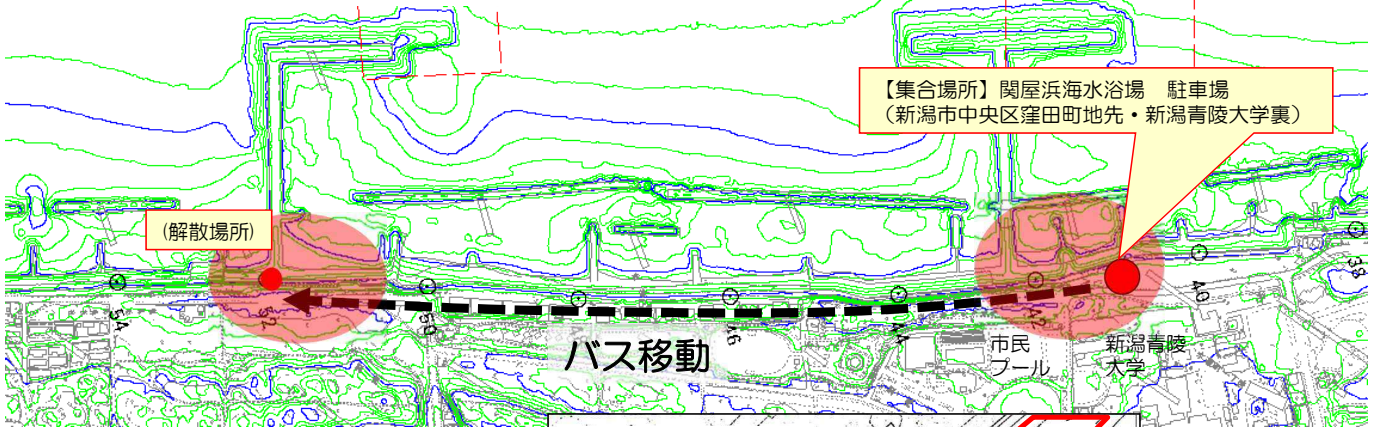 【集合場所】関屋浜海水浴場　駐車場
（新潟市中央区窪田町地先・新潟青陵大学裏）
(解散場所)
38
40
42
44
46
50
52
54
バス移動
市民
プール
新潟青陵
大学